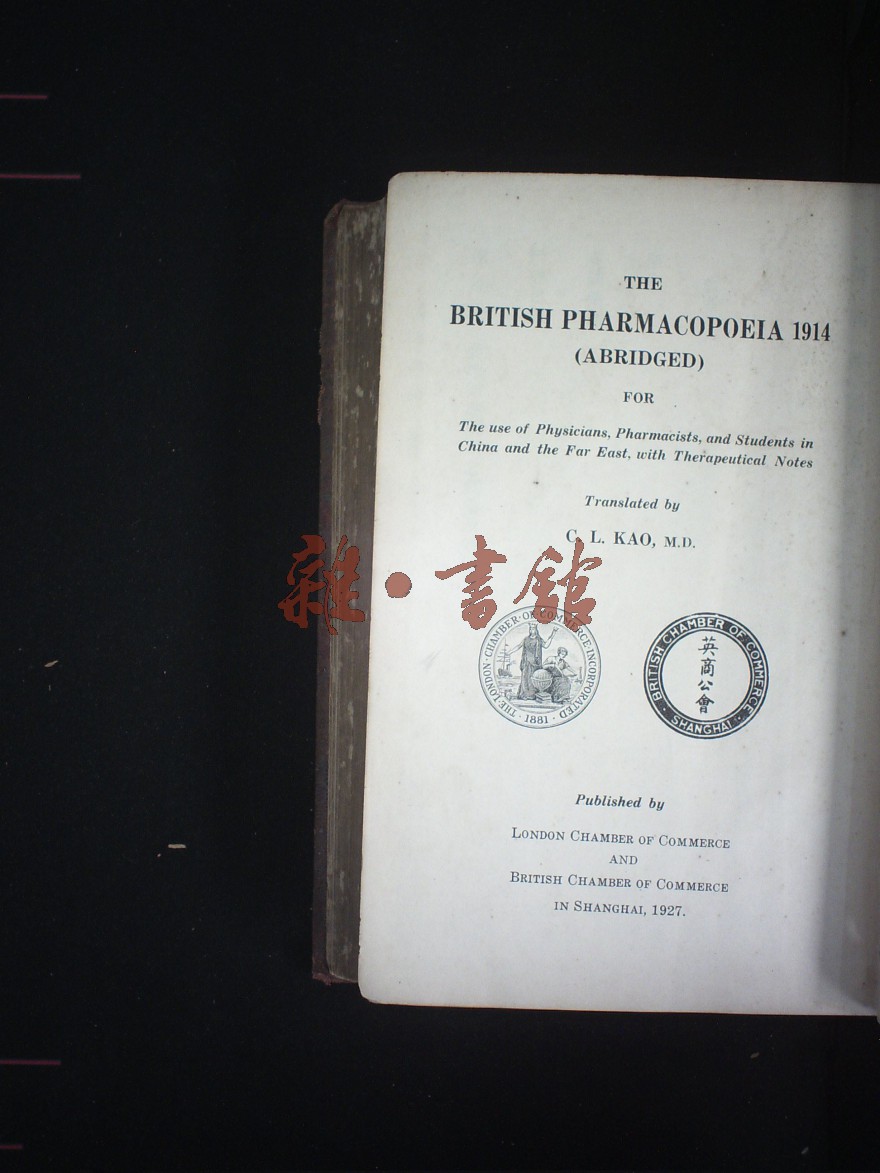 THE
BRITISH PHARMACOPOEIA 1914
(ABRIDGED)
FOR
The use of Physicians, Pharmacists, and Students in
China and the Far East, with Therapeutical Notes
Translated by
C. L. KAO, M.D.
雜·書館
THE·LONDON·CHAMBER·OF·COMMERCE·INCORPORATED
·1881·
BRITISH CHAMBER OF COMMERCE
英商公會
·SHANGHAI·
Published by
LONDON CHAMBER OF COMMERCE
AND
BRITISH CHAMBER OF COMMERCE
IN SHANGHAI, 1927.